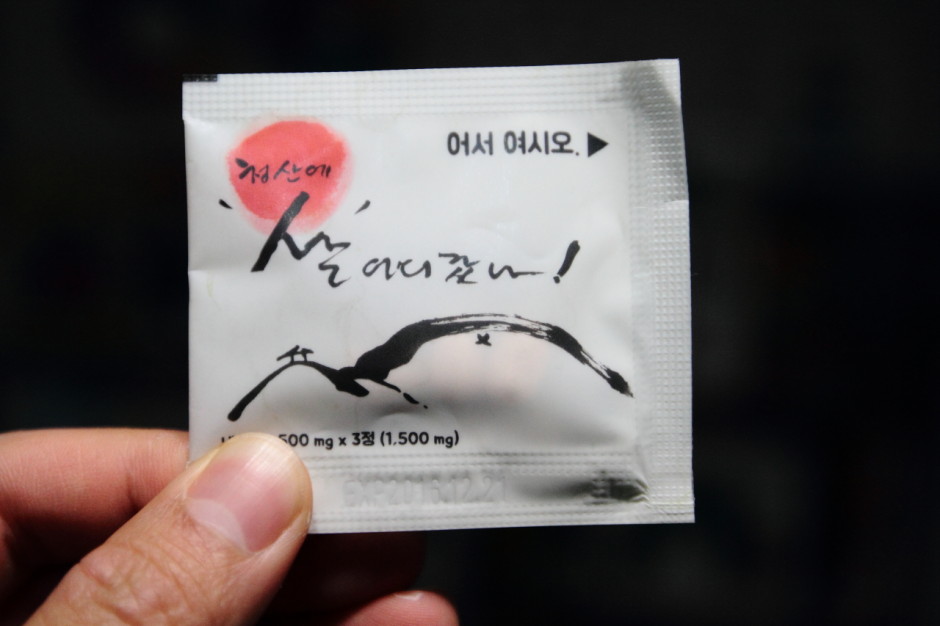 어서 여시오.
청산에
살 어디갔나!
500 mg x 3정 (1,500 mg)